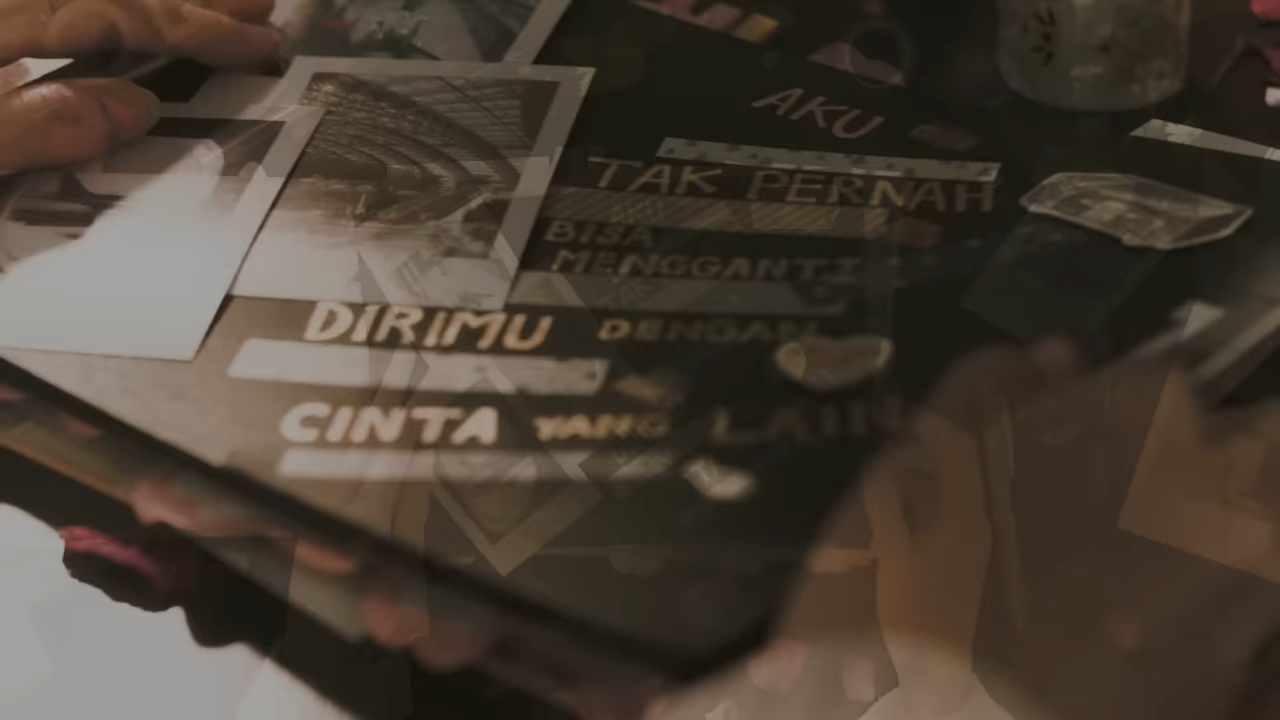 AKU
TAK PERNAH
BISA
MENGGANTI
DIRIMU DENGAN
CINTA YANG LAIN